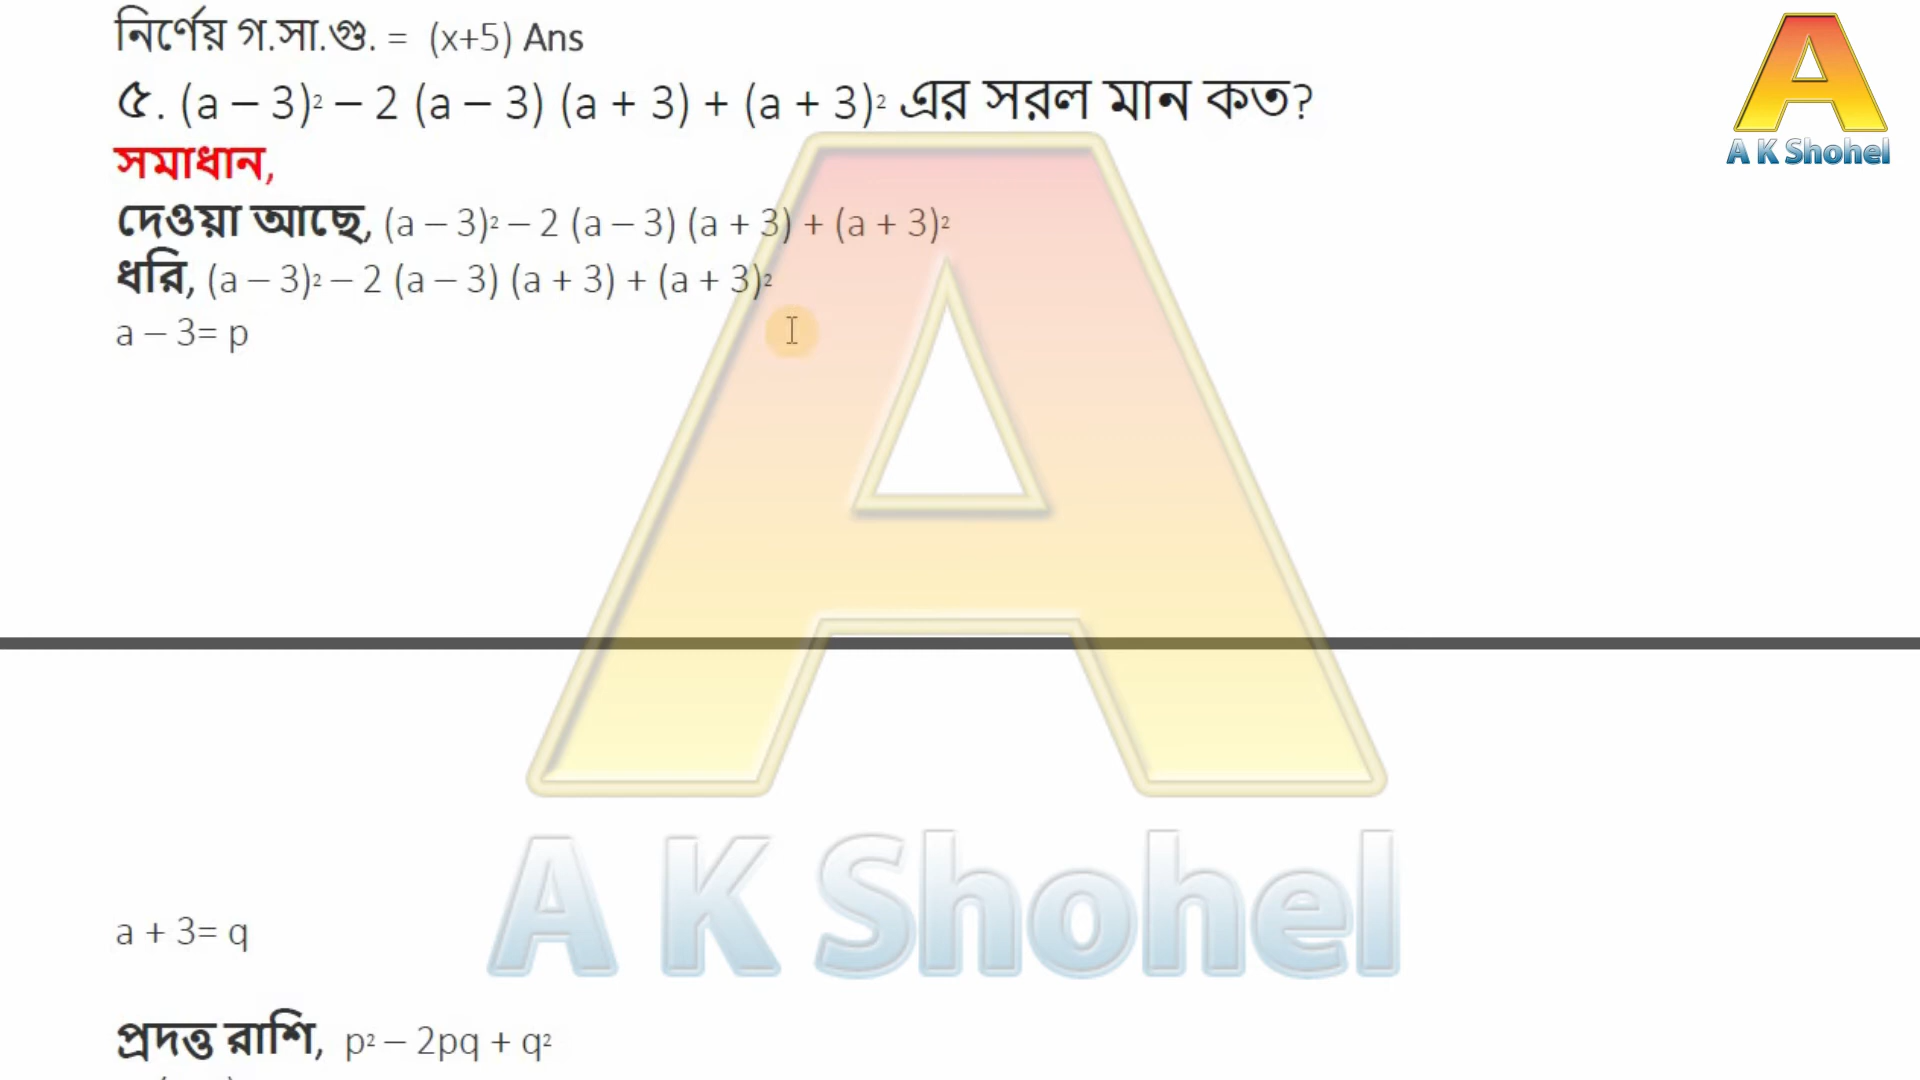 নির্ণেয় গ.সা.গু. = (x+5) Ans
৫. (a – 3)² – 2 (a – 3) (a + 3) + (a + 3)² এর সরল মান কত?
সমাধান,
দেওয়া আছে, (a – 3)² – 2 (a – 3) (a + 3) + (a + 3)²
ধরি, (a – 3)² – 2 (a – 3) (a + 3) + (a + 3)²
a – 3= p
a + 3= q
প্রদত্ত রাশি, p² – 2pq + q²
A K Shohel
A
A K Shohel
A